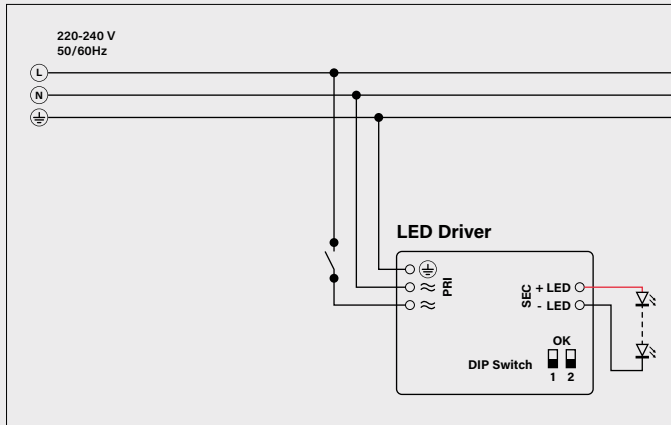 220-240 V
50/60Hz
L
N
LED Driver
PRI
≈
≈
SEC
+ LED
- LED
OK
DIP Switch
1 2